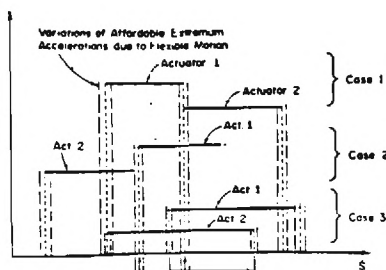 Variations of Affordable Extremum
Accelerations due to Flexible Motion
Actuator 1
Case 1
Actuator 2
Act. 1
Case 2
Act. 2
Act. 1
Act. 2
Case 3
S